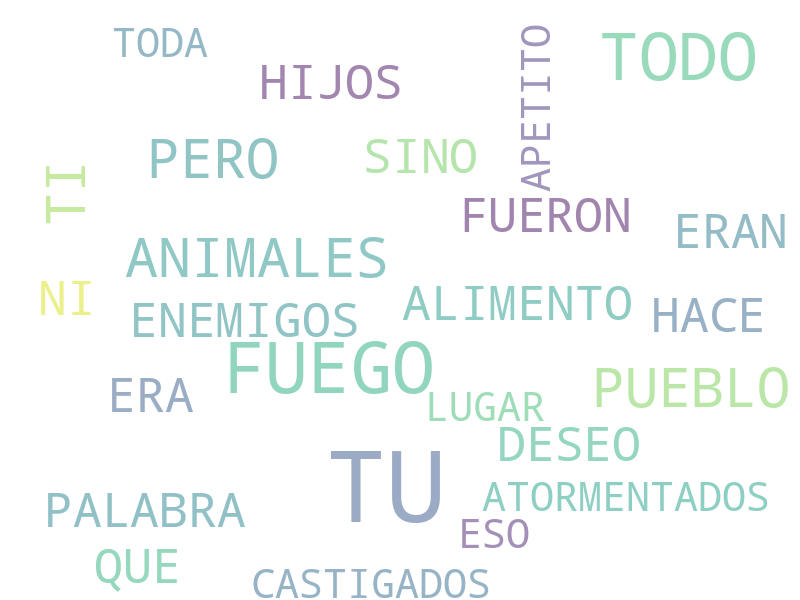 TODA
HIJOS
APETITO
TODO
PERO
SINO
TI
FUERON
ERAN
ANIMALES
NI
ENEMIGOS
ALIMENTO
HACE
FUEGO
ERA
LUGAR
PUEBLO
DESEO
TU
PALABRA
ATORMENTADOS
ESO
QUE
CASTIGADOS